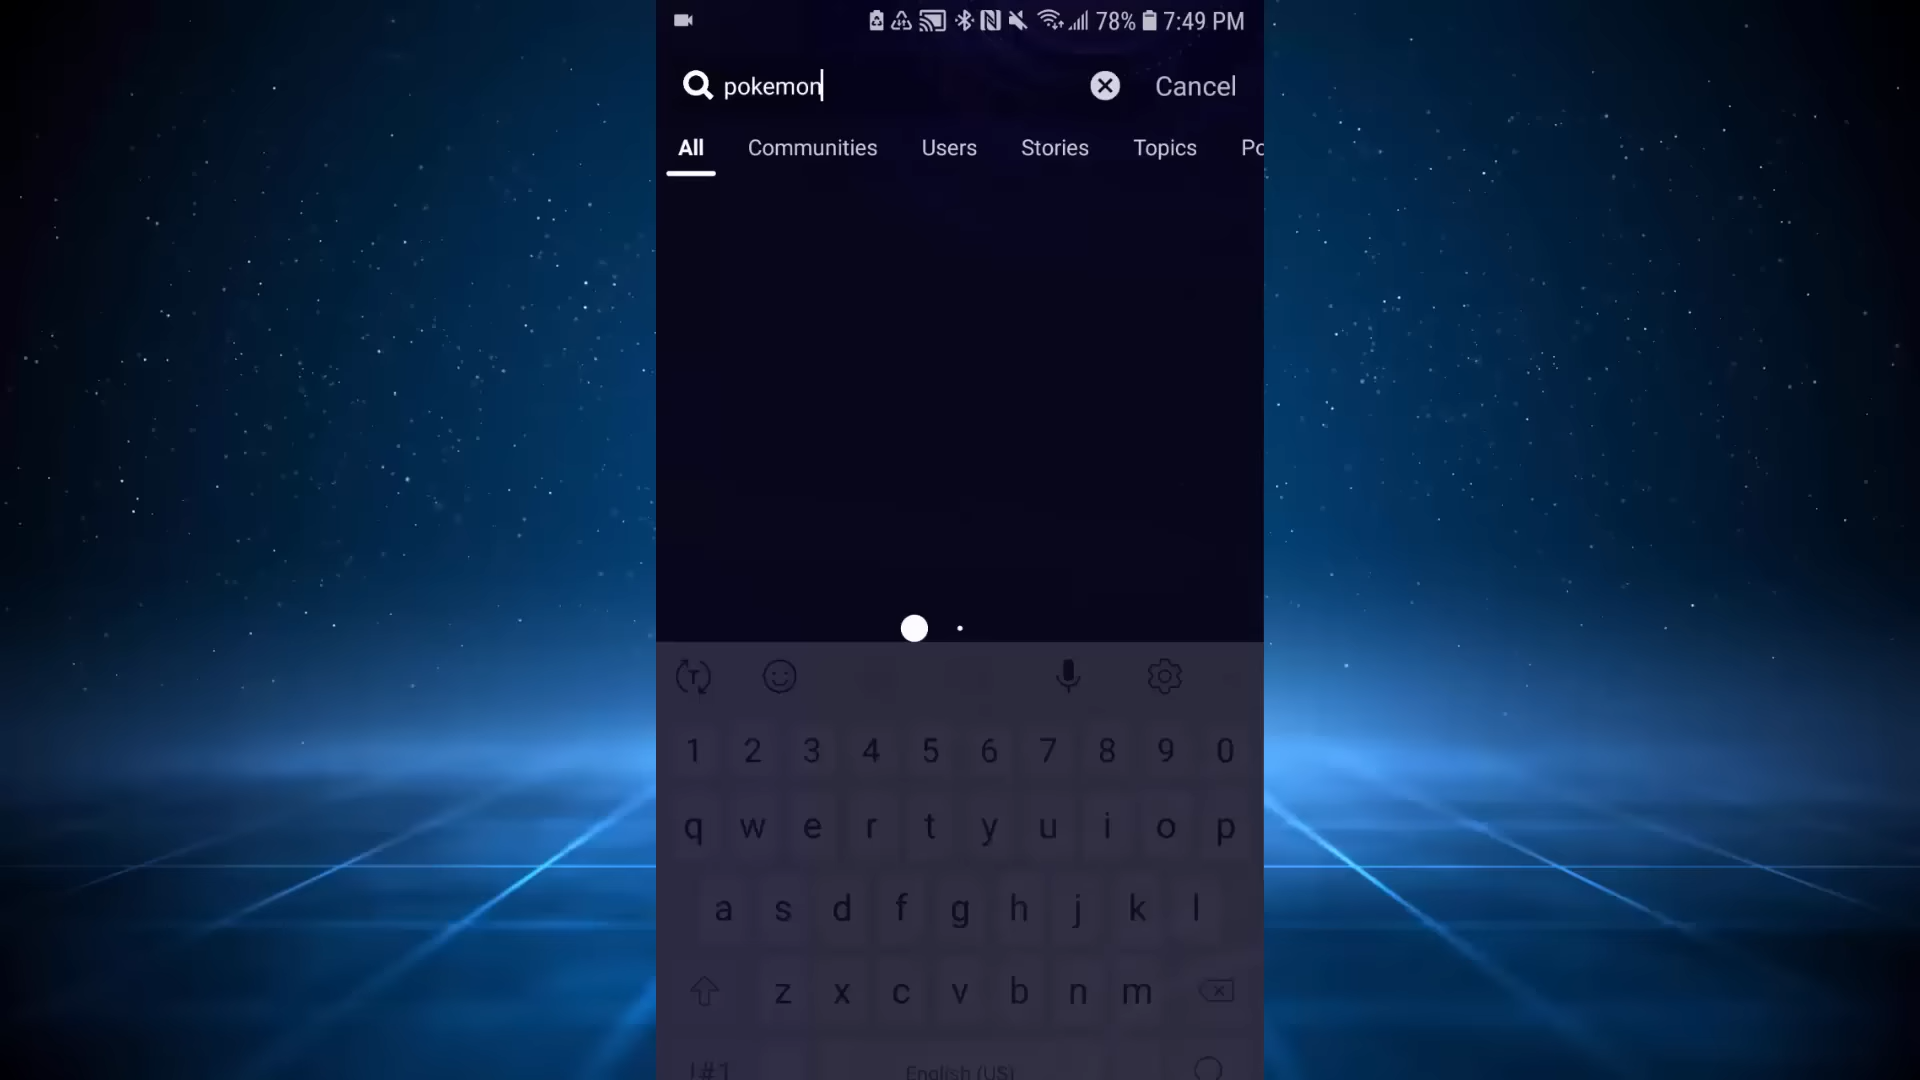 78% 7:49 PM
pokemon Cancel
All Communities Users Stories Topics Po
T
1 2 3 4 5 6 7 8 9 0
q w e r t y u i o p
a s d f g h j k l
z x c v b n m
!#1 English (US)